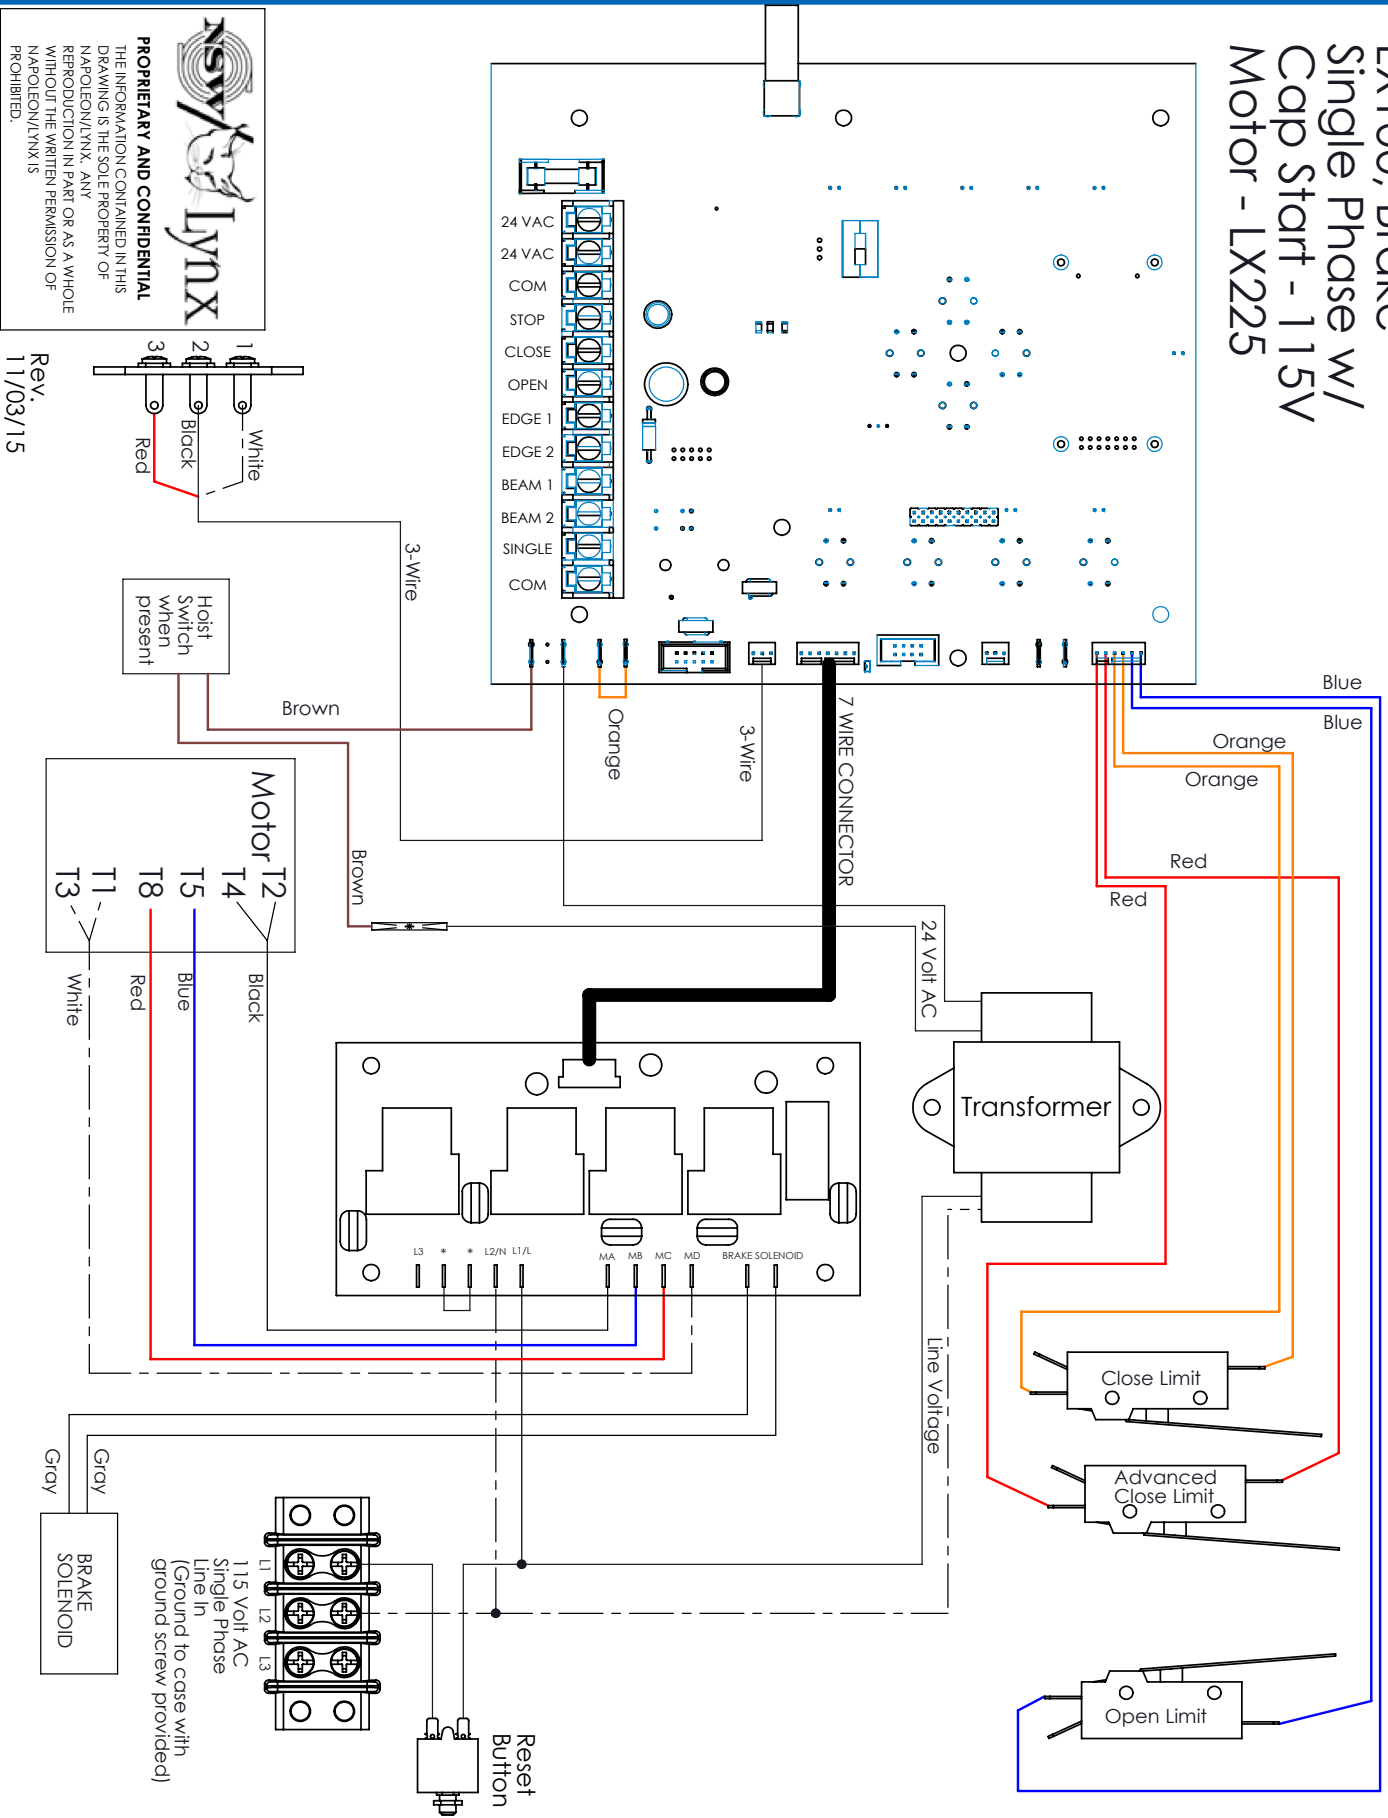 Single Phase w/
Cap Start - 115V
Motor - LX225
NSW
Lynx
PROPRIETARY AND CONFIDENTIAL
THE INFORMATION CONTAINED IN THIS
DRAWING IS THE SOLE PROPERTY OF
NAPOLEON/LYNX. ANY
REPRODUCTION IN PART OR AS A WHOLE
WITHOUT THE WRITTEN PERMISSION OF
NAPOLEON/LYNX IS
PROHIBITED.
Rev.
11/03/15
1
2
3
White
Black
Red
24 VAC
24 VAC
COM
STOP
CLOSE
OPEN
EDGE 1
EDGE 2
BEAM 1
BEAM 2
SINGLE
COM
3-Wire
Hoist
Switch
when
present
Brown
Orange
3-Wire
7 WIRE CONNECTOR
Blue
Blue
Orange
Orange
Red
Red
Motor
T2
T4
T5
T8
T1
T3
Brown
Black
Blue
Red
White
24 Volt AC
Transformer
L3
*
*
L2/N
L1/L
MA
MB
MC
MD
BRAKE SOLENOID
Line Voltage
Close Limit
Advanced
Close Limit
Open Limit
Gray
Gray
BRAKE
SOLENOID
L1
L2
L3
115 Volt AC
Single Phase
Line In
(Ground to case with
ground screw provided)
Reset
Button